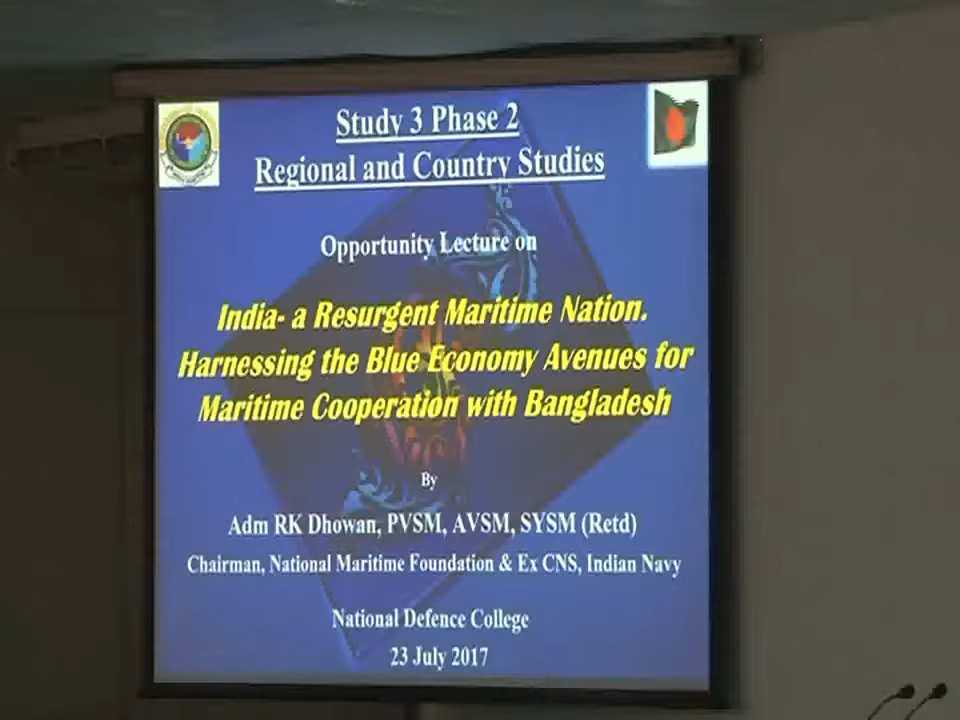 Study 3 Phase 2
Regional and Country Studies
Opportunity Lecture on
India- a Resurgent Maritime Nation.
Harnessing the Blue Economy Avenues for
Maritime Cooperation with Bangladesh
By
Adm RK Dhowan, PVSM, AVSM, SYSM (Retd)
Chairman, National Maritime Foundation & Ex CNS, Indian Navy
National Defence College
23 July 2017